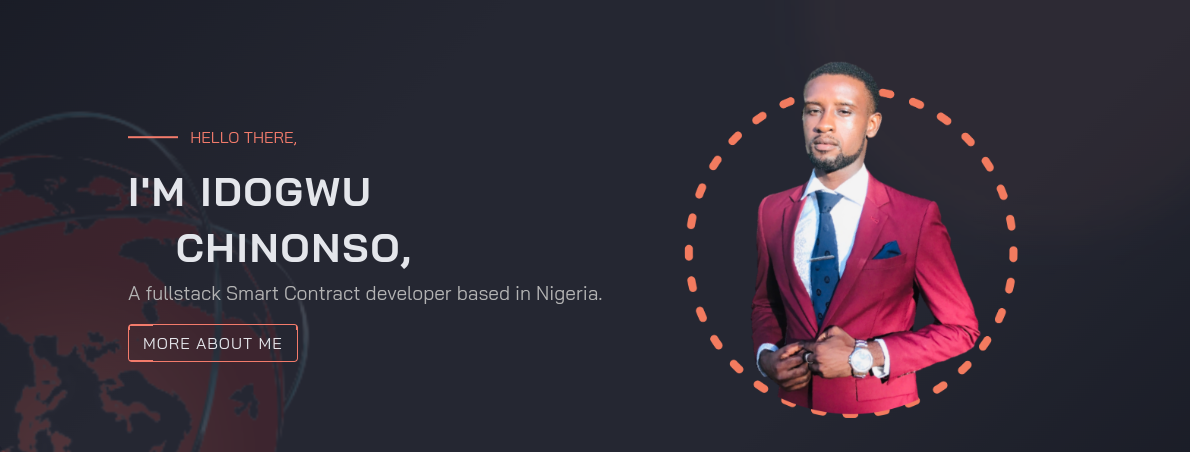 HELLO THERE,
I'M IDOGWU
CHINONSO,
A fullstack Smart Contract developer based in Nigeria.
MORE ABOUT ME